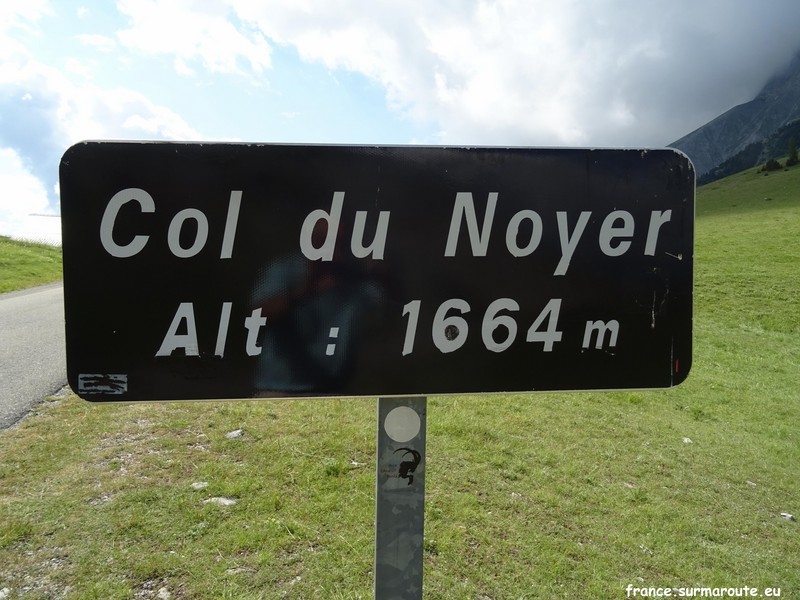 Col du Noyer
Alt : 1664 m
france.surmaroute.eu